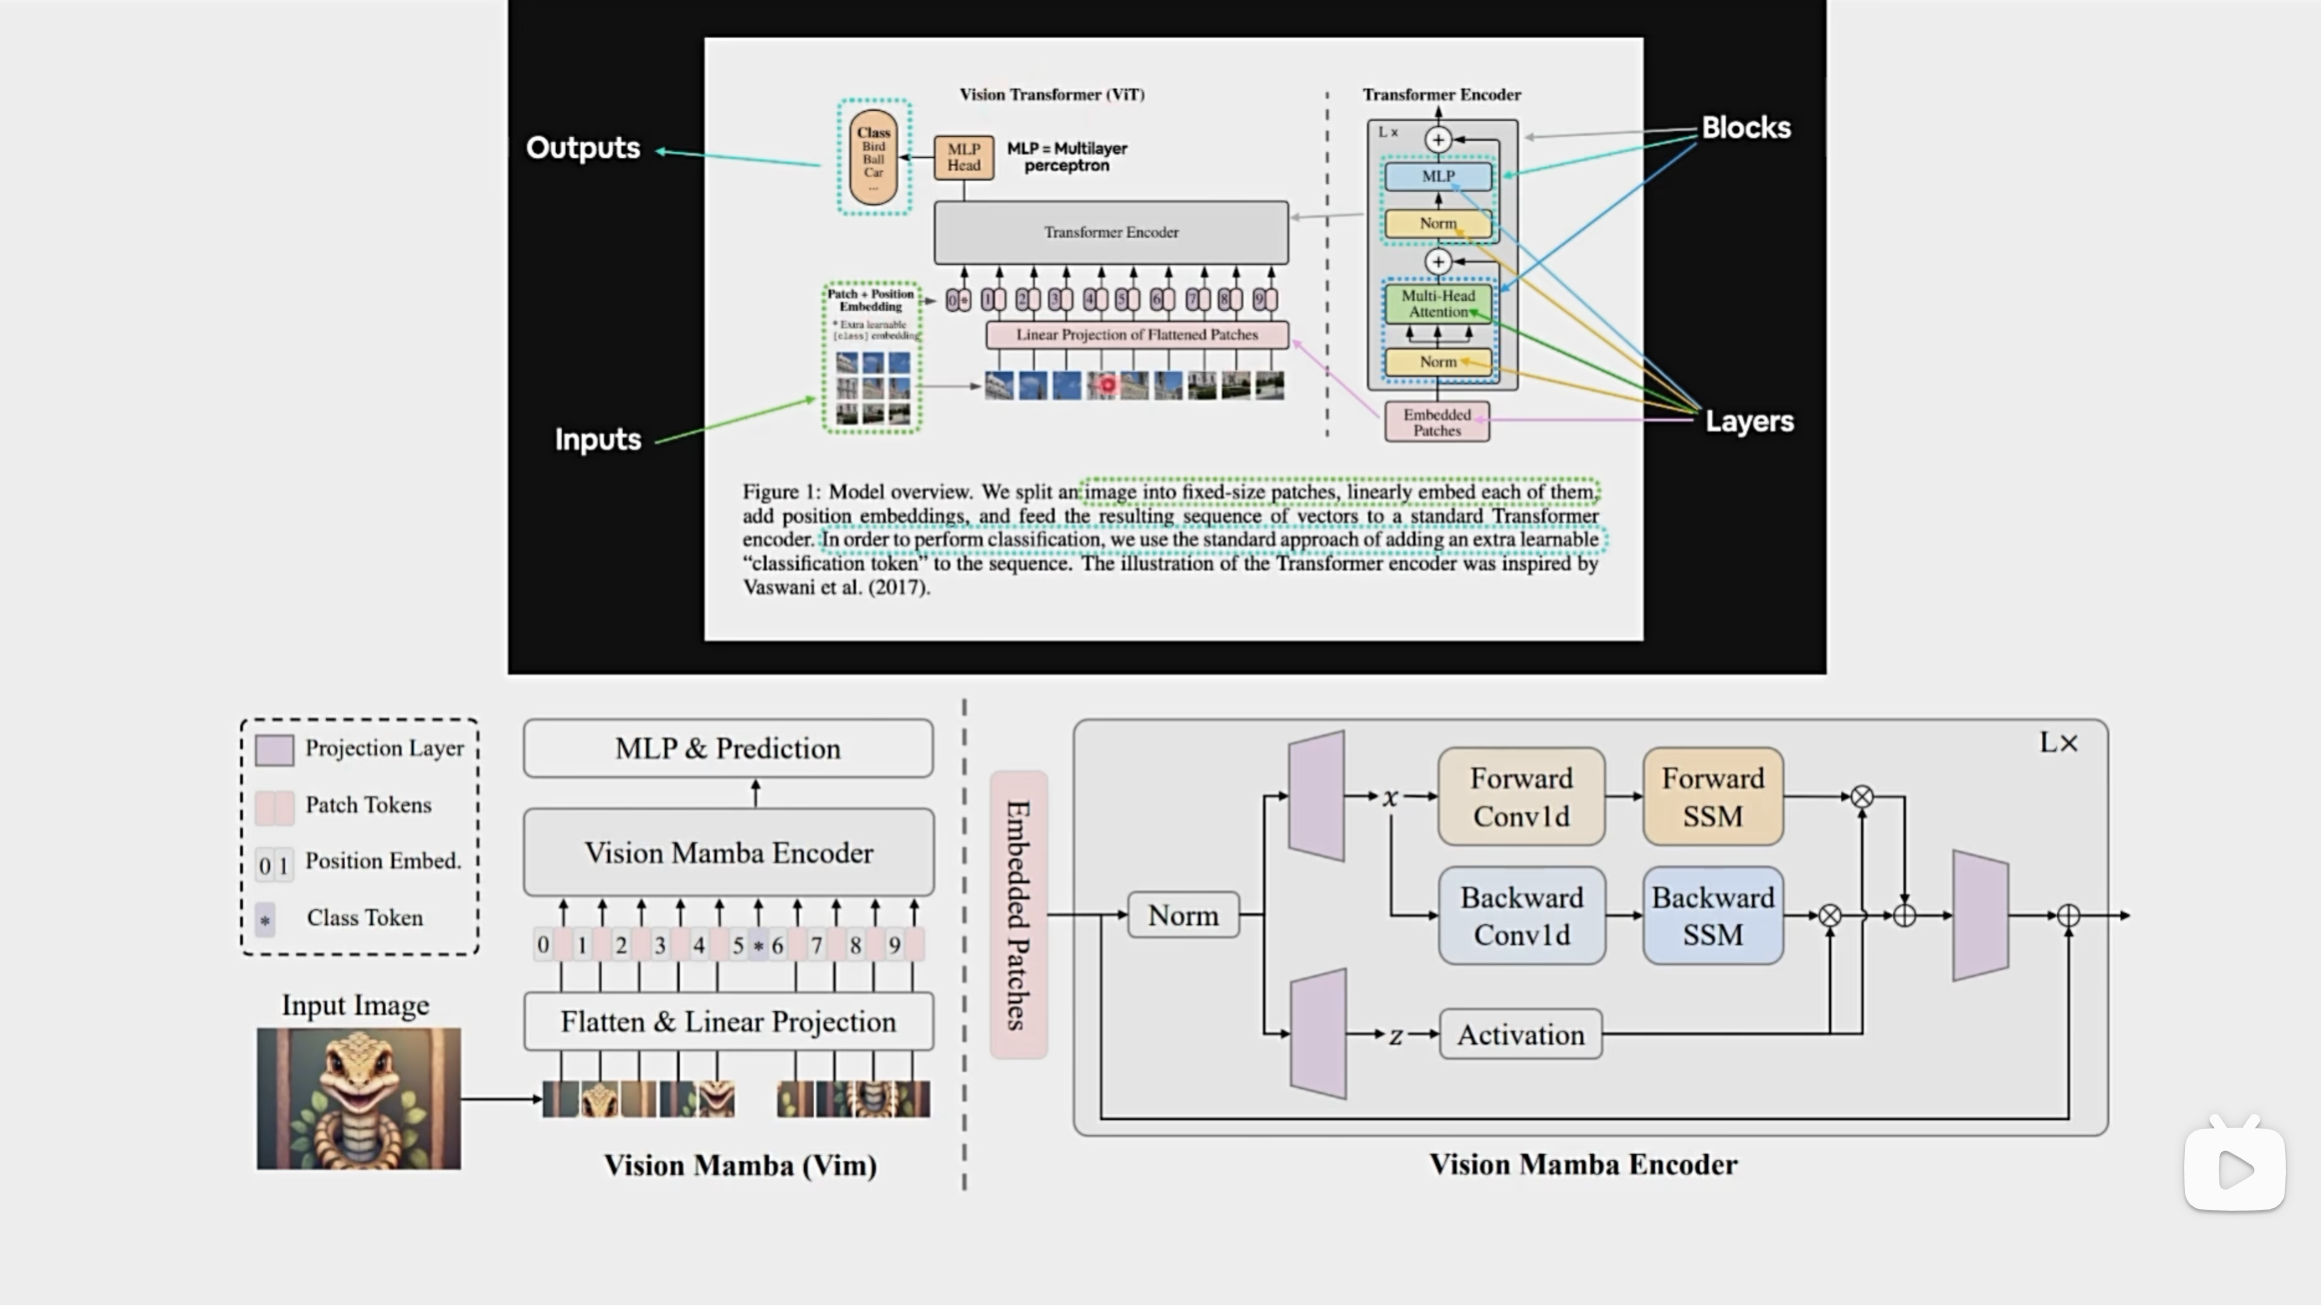 Vision Transformer (ViT)
Transformer Encoder
Outputs
Class
Bird
Ball
Car
...
MLP
Head
MLP = Multilayer
perceptron
Transformer Encoder
Patch + Position
Embedding
* Extra learnable
[class] embedding
0 * 1 2 3 4 5 6 7 8 9
Linear Projection of Flattened Patches
Inputs
L x
+
MLP
Norm
+
Multi-Head
Attention
Norm
Embedded
Patches
Blocks
Layers
Figure 1: Model overview. We split an image into fixed-size patches, linearly embed each of them,
add position embeddings, and feed the resulting sequence of vectors to a standard Transformer
encoder. In order to perform classification, we use the standard approach of adding an extra learnable
“classification token” to the sequence. The illustration of the Transformer encoder was inspired by
Vaswani et al. (2017).
Projection Layer
Patch Tokens
0 1 Position Embed.
* Class Token
Input Image
MLP & Prediction
Vision Mamba Encoder
0 1 2 3 4 5 * 6 7 8 9
Flatten & Linear Projection
Vision Mamba (Vim)
Embedded Patches
L×
Norm
x
Forward
Conv1d
Forward
SSM
Backward
Conv1d
Backward
SSM
z
Activation
Vision Mamba Encoder